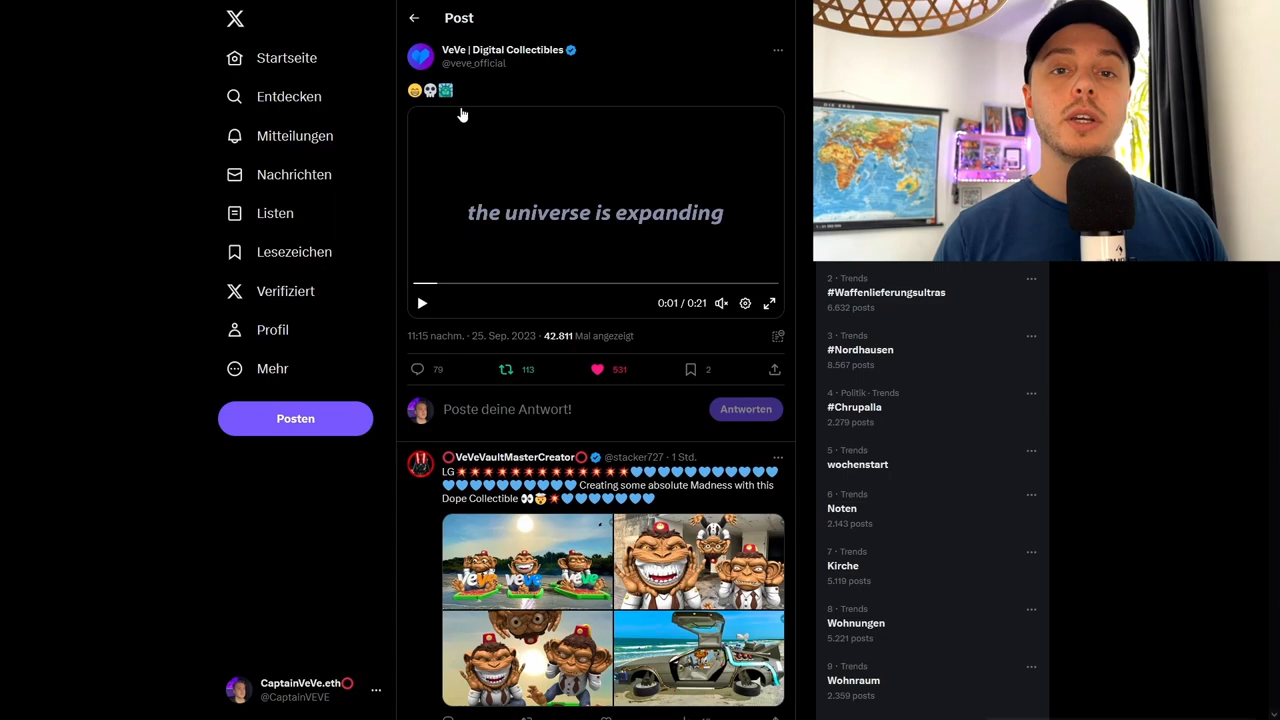 Startseite
Entdecken
Mitteilungen
Nachrichten
Listen
Lesezeichen
Verifiziert
Profil
Mehr
Posten
CaptainVeVe.eth⭕
@CaptainVEVE
Post
VeVe | Digital Collectibles
@veve_official
the universe is expanding
0:01 / 0:21
11:15 nachm. · 25. Sep. 2023 · 42.811 Mal angezeigt
79
113
531
2
Poste deine Antwort!
Antworten
⭕VeVeVaultMasterCreator⭕ @stacker727 · 1 Std.
LG 💥💥💥💥💥💥💥💥💥💥💥💥💥💙💙💙💙💙💙💙💙💙💙💙
💙💙💙💙💙💙💙💙💙💙 Creating some absolute Madness with this
Dope Collectible 👀🤯💥💙💙💙💙💙💙💙
veve veve veve
2 · Trends
#Waffenlieferungsultras
6.632 posts
3 · Trends
#Nordhausen
8.567 posts
4 · Politik · Trends
#Chrupalla
2.279 posts
5 · Trends
wochenstart
6 · Trends
Noten
2.143 posts
7 · Trends
Kirche
5.119 posts
8 · Trends
Wohnungen
5.221 posts
9 · Trends
Wohnraum
2.359 posts
DIE ERDE